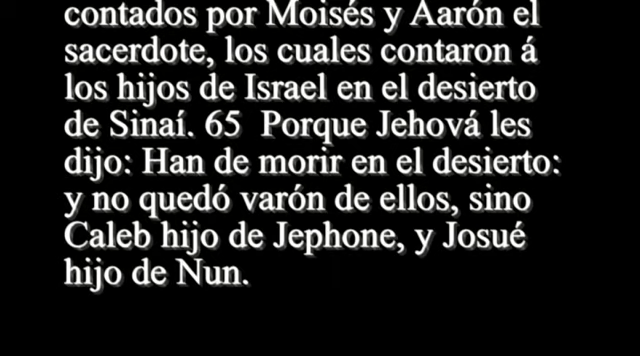 contados por Moisés y Aarón el
sacerdote, los cuales contaron á
los hijos de Israel en el desierto
de Sinaí. 65 Porque Jehová les
dijo: Han de morir en el desierto:
y no quedó varón de ellos, sino
Caleb hijo de Jephone, y Josué
hijo de Nun.